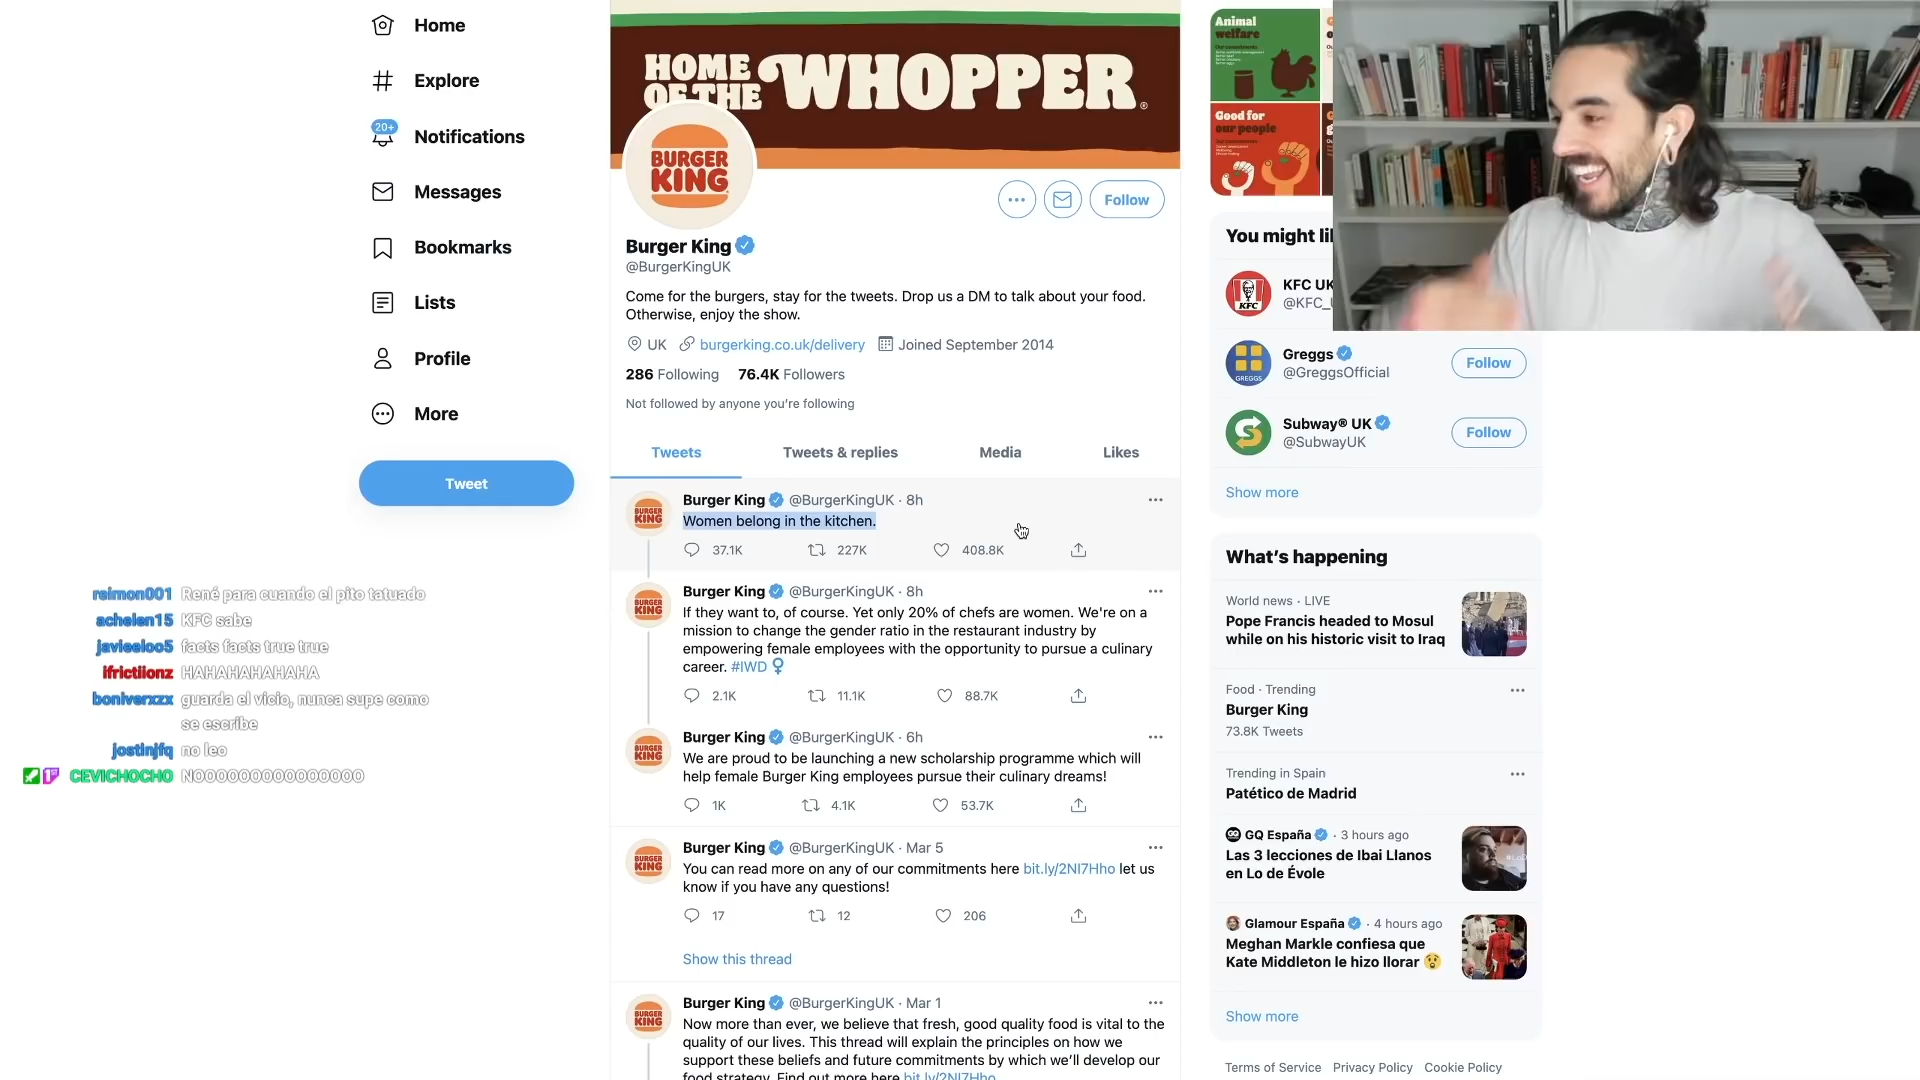 Home
Explore
20+
Notifications
Messages
Bookmarks
Lists
Profile
More
Tweet
reimon001 René para cuando el pito tatuado
achelen15 KFC sabe
javieeloo5 facts facts true true
ifrictiionz HAHAHAHAHAHA
boniverxzx guarda el vicio, nunca supe como
se escribe
jostinjfq no leo
CEVICHOCHO NOOOOOOOOOOOOOOO
HOME
OF THE
WHOPPER
BURGER
KING
Follow
Burger King
@BurgerKingUK
Come for the burgers, stay for the tweets. Drop us a DM to talk about your food.
Otherwise, enjoy the show.
UK burgerking.co.uk/delivery Joined September 2014
286 Following 76.4K Followers
Not followed by anyone you’re following
Tweets Tweets & replies Media Likes
Burger King @BurgerKingUK · 8h
Women belong in the kitchen.
37.1K 227K 408.8K
Burger King @BurgerKingUK · 8h
If they want to, of course. Yet only 20% of chefs are women. We're on a
mission to change the gender ratio in the restaurant industry by
empowering female employees with the opportunity to pursue a culinary
career. #IWD
2.1K 11.1K 88.7K
Burger King @BurgerKingUK · 6h
We are proud to be launching a new scholarship programme which will
help female Burger King employees pursue their culinary dreams!
1K 4.1K 53.7K
Burger King @BurgerKingUK · Mar 5
You can read more on any of our commitments here bit.ly/2NI7Hho let us
know if you have any questions!
17 12 206
Show this thread
Burger King @BurgerKingUK · Mar 1
Now more than ever, we believe that fresh, good quality food is vital to the
quality of our lives. This thread will explain the principles on how we
support these beliefs and future commitments by which we’ll develop our
food strategy. Find out more here bit.ly/2NI7Hho
Animal
welfare
Good for
our people
You might li
KFC UK
@KFC_
Greggs
@GreggsOfficial
Follow
GREGGS
Subway® UK
@SubwayUK
Follow
Show more
What’s happening
World news · LIVE
Pope Francis headed to Mosul
while on his historic visit to Iraq
Food · Trending
Burger King
73.8K Tweets
Trending in Spain
Patético de Madrid
GQ España · 3 hours ago
Las 3 lecciones de Ibai Llanos
en Lo de Évole
Glamour España · 4 hours ago
Meghan Markle confiesa que
Kate Middleton le hizo llorar
Show more
Terms of Service Privacy Policy Cookie Policy